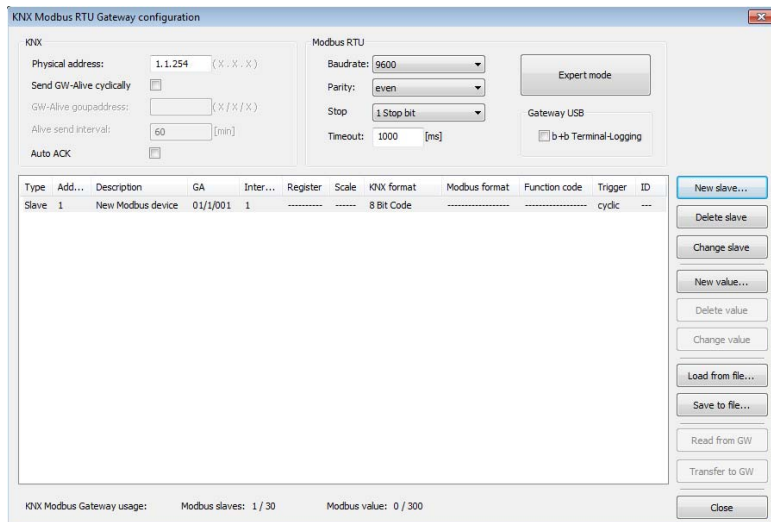 KNX Modbus RTU Gateway configuration
KNX
Physical address: 1.1.254 (X.X.X)
Send GW-Alive cyclically
GW-Alive goupaddress: (X/X/X)
Alive send interval: 60 [min]
Auto ACK
Modbus RTU
Baudrate: 9600
Parity: even
Stop 1 Stop bit
Timeout: 1000 [ms]
Expert mode
Gateway USB
b+b Terminal-Logging
Type Add... Description GA Inter... Register Scale KNX format Modbus format Function code Trigger ID
Slave 1 New Modbus device 01/1/001 1 ---------- ------ 8 Bit Code ----------------- ----------------- cyclic ---
New slave...
Delete slave
Change slave
New value...
Delete value
Change value
Load from file...
Save to file...
Read from GW
Transfer to GW
Close
KNX Modbus Gateway usage: Modbus slaves: 1 / 30 Modbus value: 0 / 300